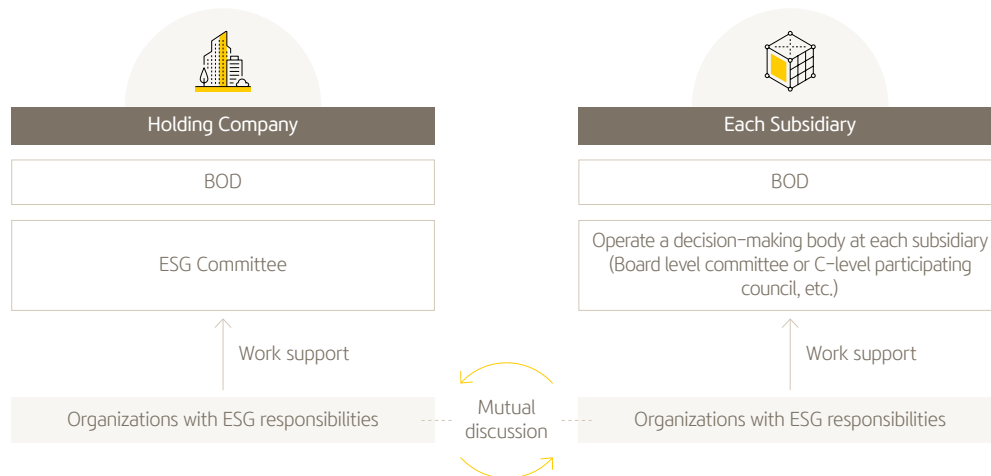 Holding Company
BOD
ESG Committee
Work support
Organizations with ESG responsibilities
Mutual
discussion
Each Subsidiary
BOD
Operate a decision-making body at each subsidiary
(Board level committee or C-level participating
council, etc.)
Work support
Organizations with ESG responsibilities